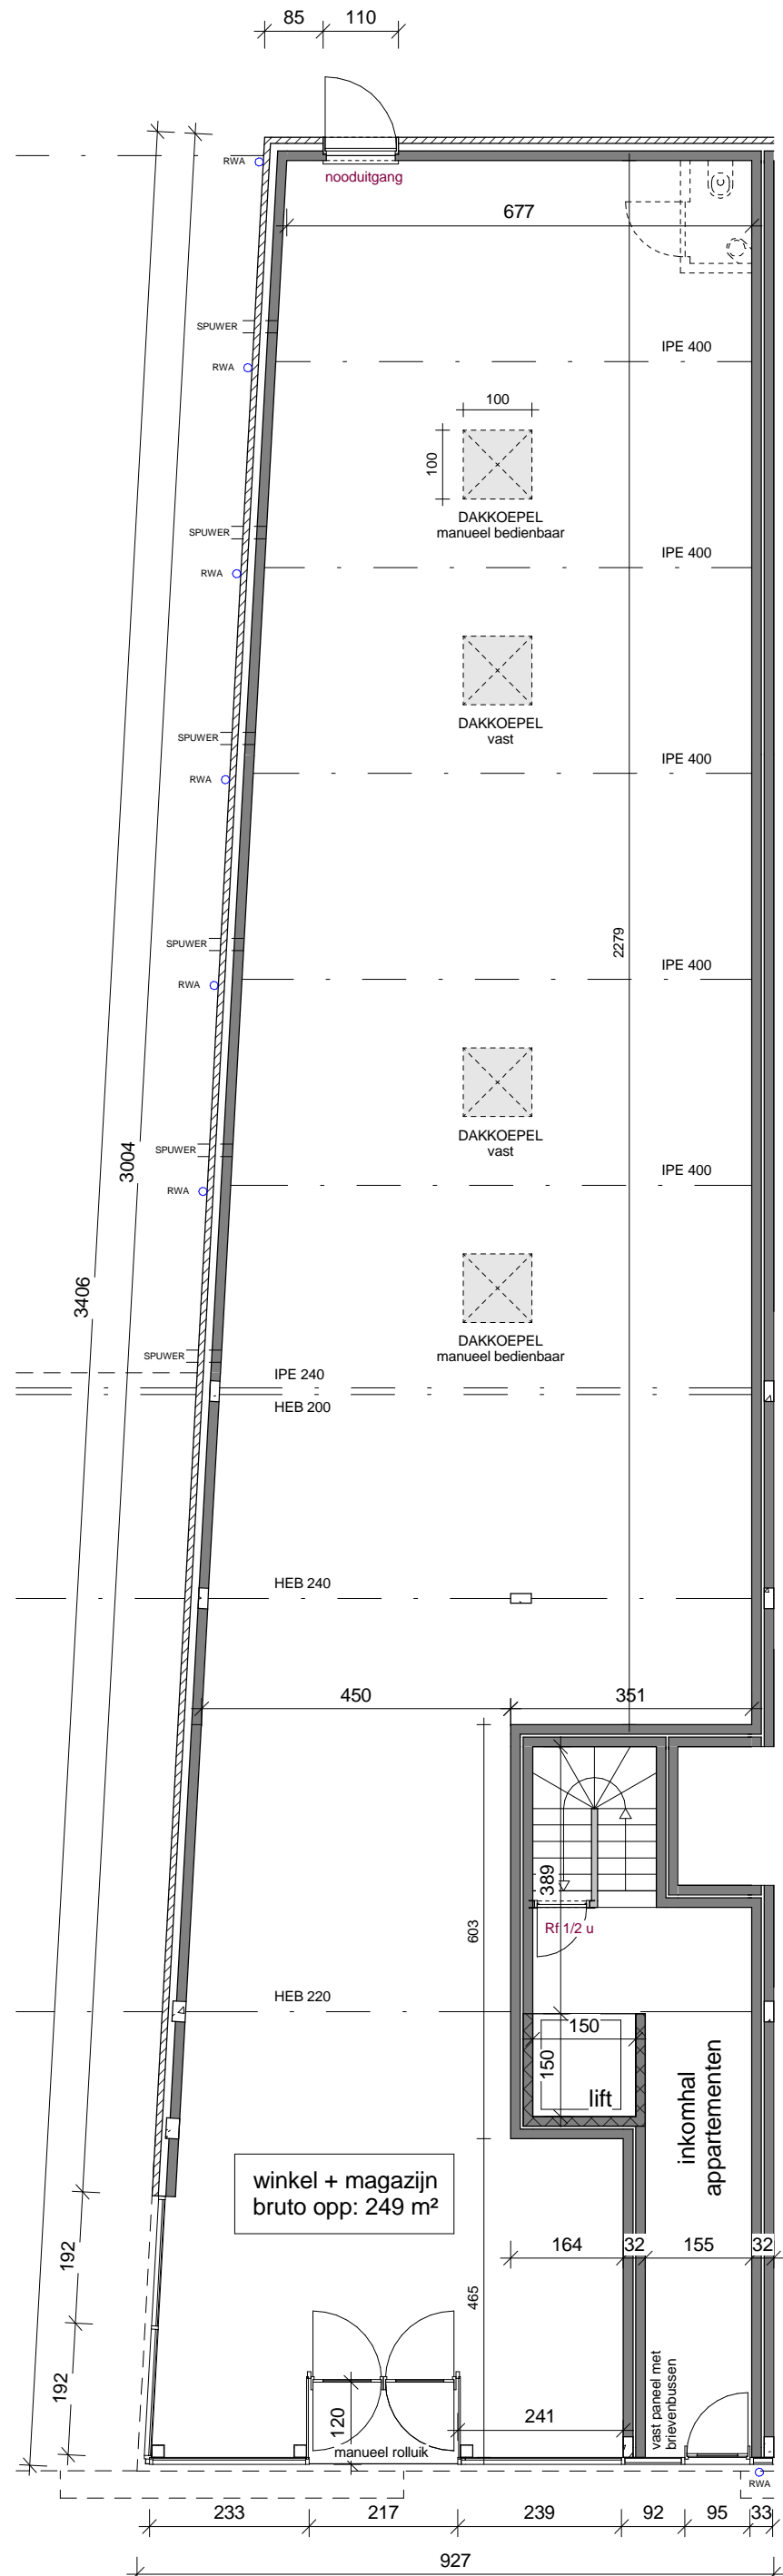 85 110
RWA
nooduitgang
677
SPUWER
IPE 400
RWA
100
100
DAKKOEPEL
manueel bedienbaar
SPUWER
IPE 400
RWA
DAKKOEPEL
vast
SPUWER
IPE 400
RWA
2279
SPUWER
IPE 400
RWA
DAKKOEPEL
vast
3004
SPUWER
IPE 400
RWA
3406
DAKKOEPEL
manueel bedienbaar
SPUWER
IPE 240
HEB 200
HEB 240
450 351
389
603
Rf 1/2 u
HEB 220
150
150
lift
inkomhal
appartementen
winkel + magazijn
bruto opp: 249 m²
192
164 32 155 32
465
192
vast paneel met
brievenbussen
120
241
manueel rolluik
RWA
233 217 239 92 95 33
927